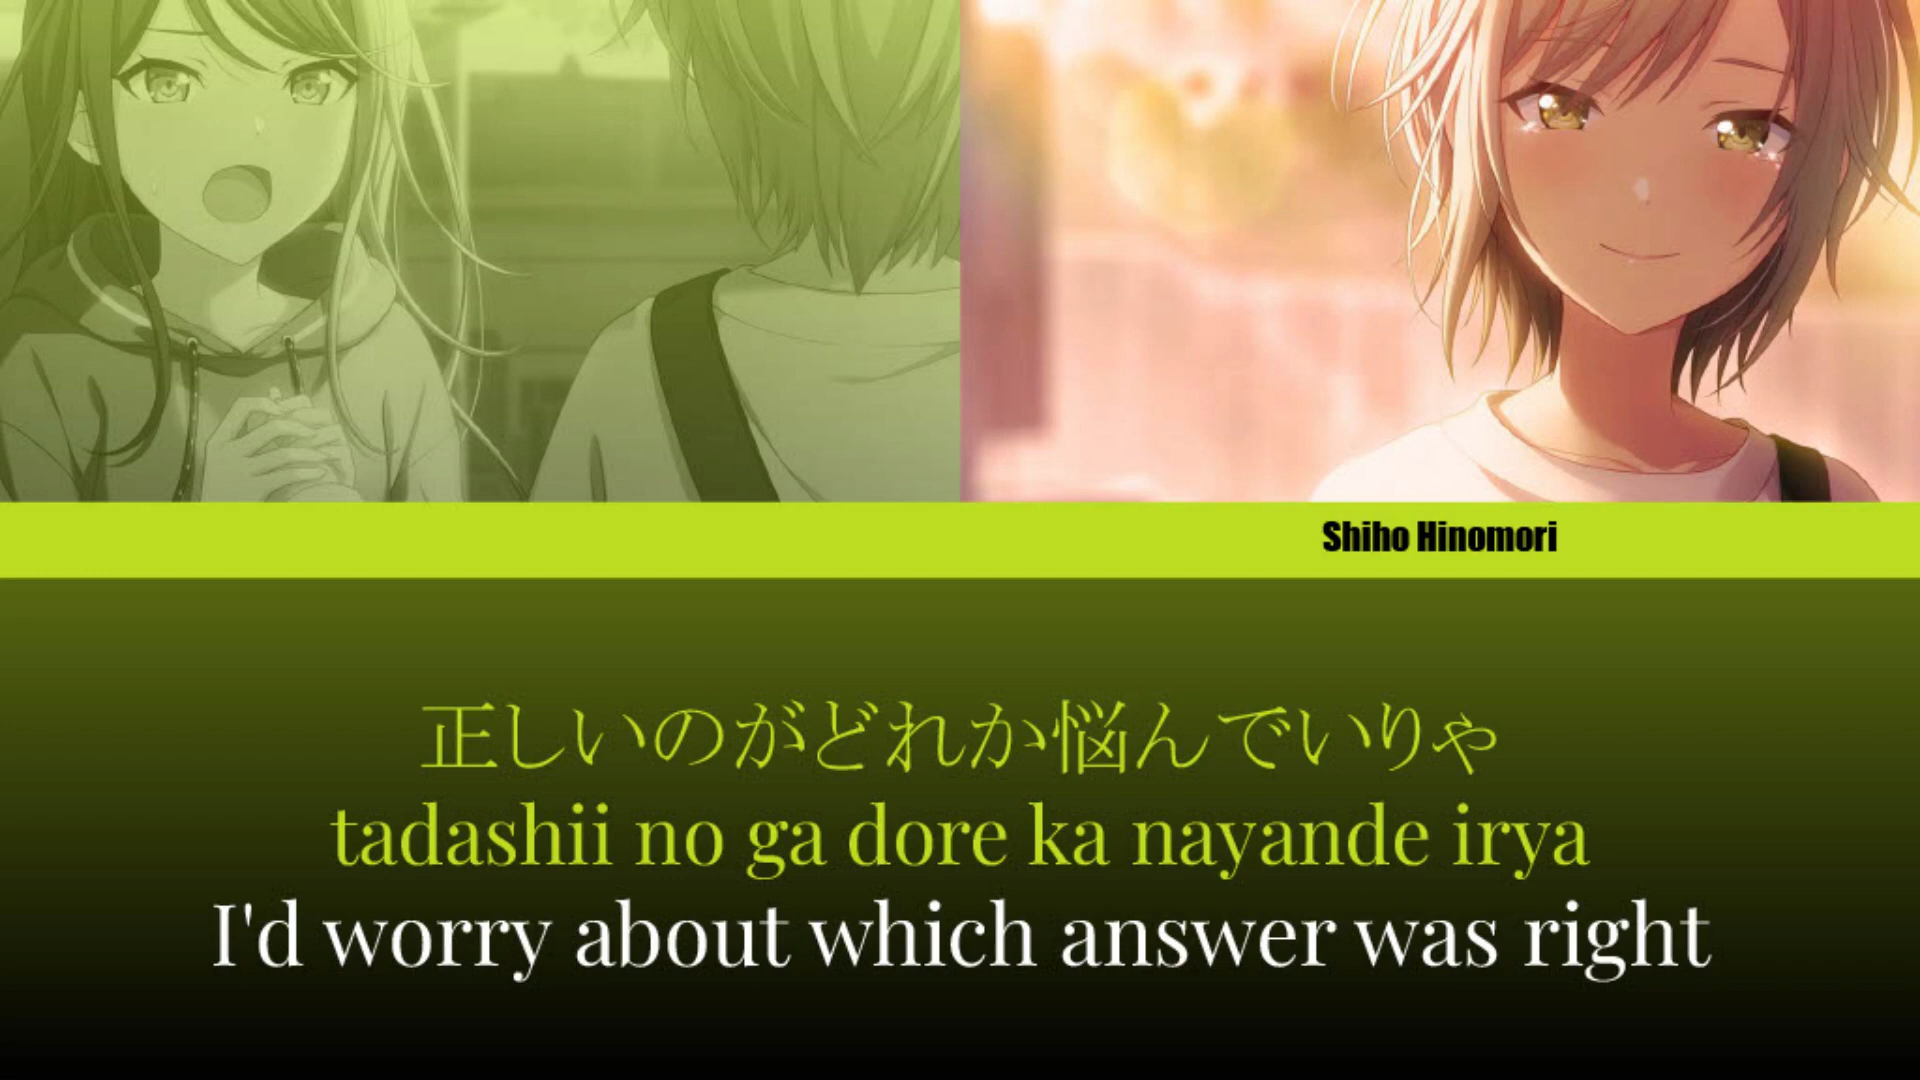 Shiho Hinomori
正しいのがどれか悩んでいりゃ
tadashii no ga dore ka nayande irya
I'd worry about which answer was right